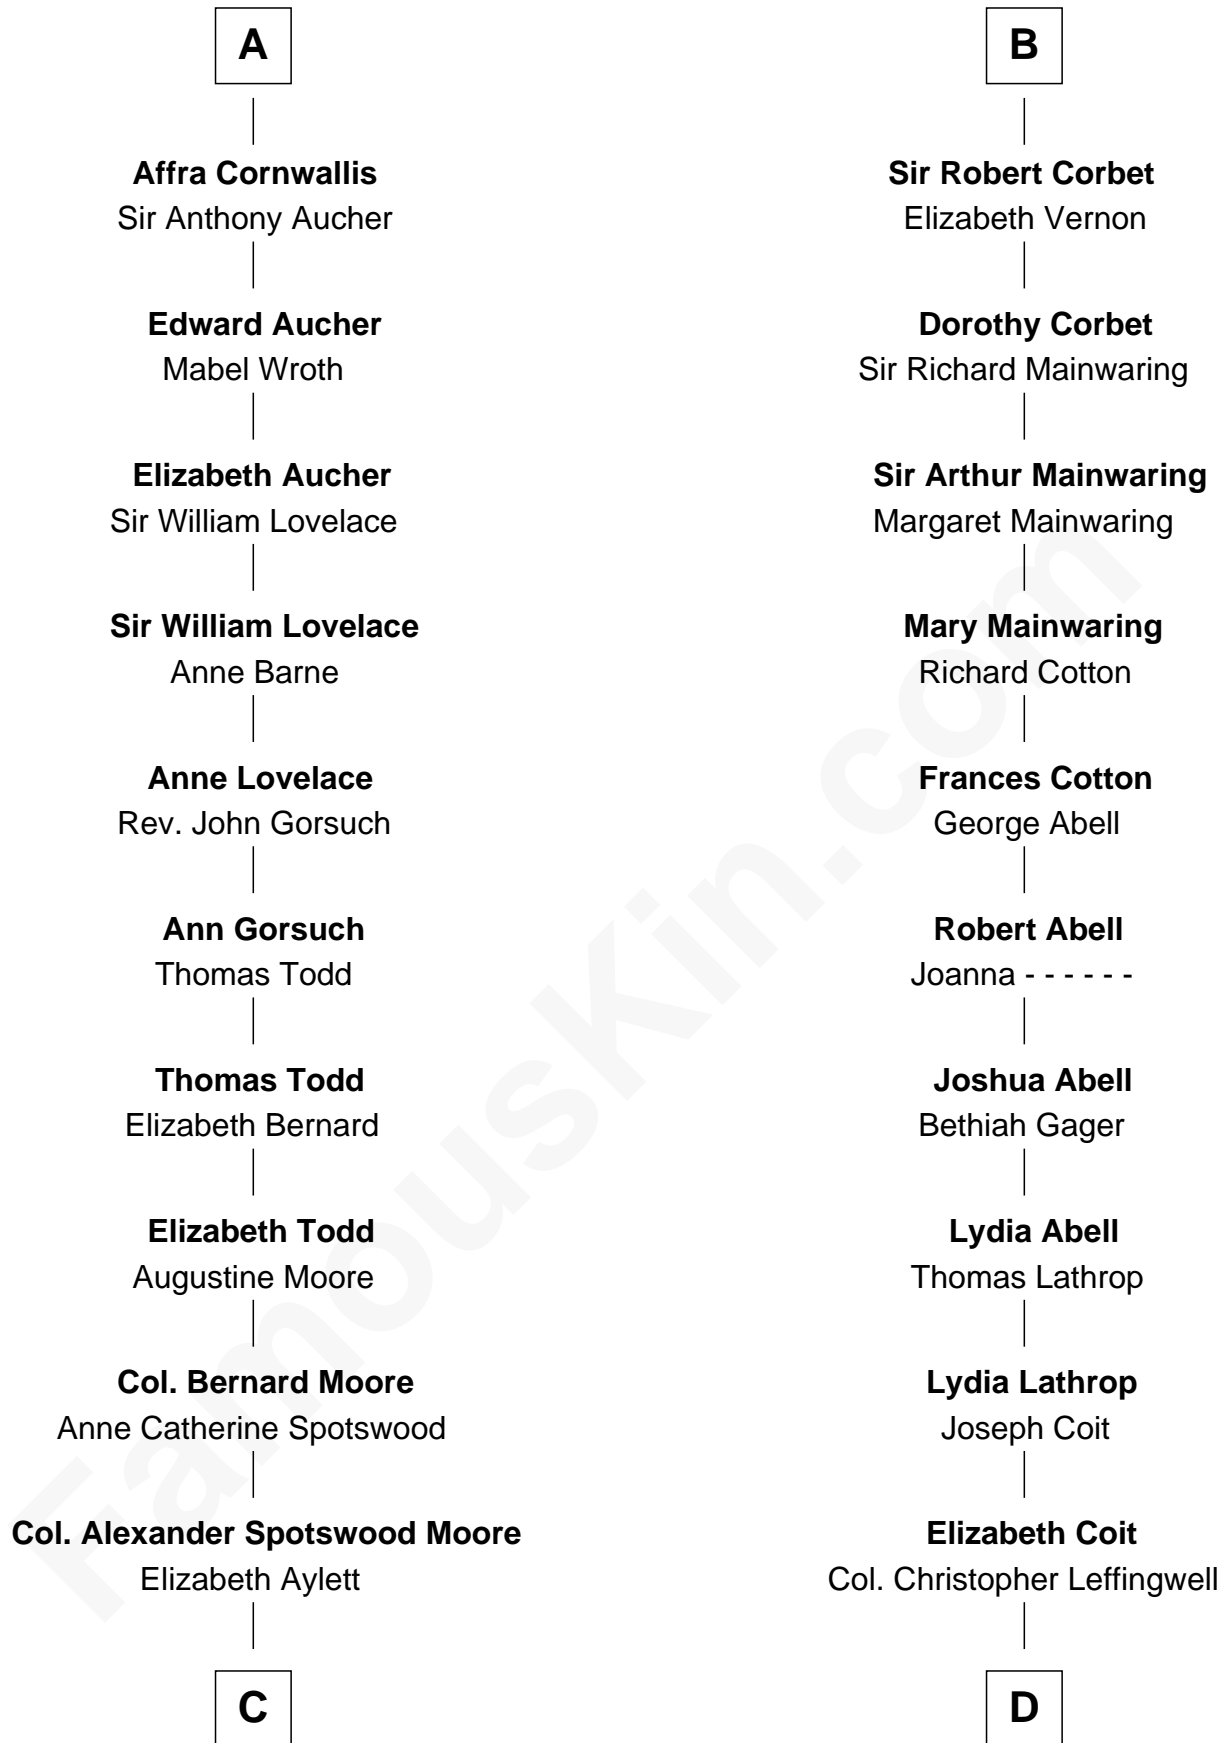 A
Affra Cornwallis
Sir Anthony Aucher
Edward Aucher
Mabel Wroth
Elizabeth Aucher
Sir William Lovelace
Sir William Lovelace
Anne Barne
Anne Lovelace
Rev. John Gorsuch
Ann Gorsuch
Thomas Todd
Thomas Todd
Elizabeth Bernard
Elizabeth Todd
Augustine Moore
Col. Bernard Moore
Anne Catherine Spotswood
Col. Alexander Spotswood Moore
Elizabeth Aylett
C
B
Sir Robert Corbet
Elizabeth Vernon
Dorothy Corbet
Sir Richard Mainwaring
Sir Arthur Mainwaring
Margaret Mainwaring
Mary Mainwaring
Richard Cotton
Frances Cotton
George Abell
Robert Abell
Joanna - - - - - -
Joshua Abell
Bethiah Gager
Lydia Abell
Thomas Lathrop
Lydia Lathrop
Joseph Coit
Elizabeth Coit
Col. Christopher Leffingwell
D
FamousKin.com